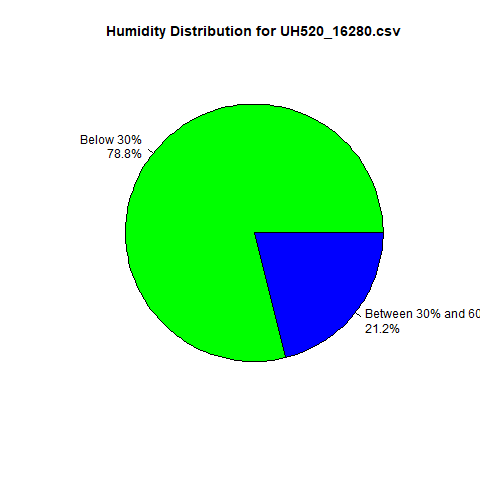 Humidity Distribution for UH520_16280.csv
Below 30%
78.8%
Between 30% and 60
21.2%